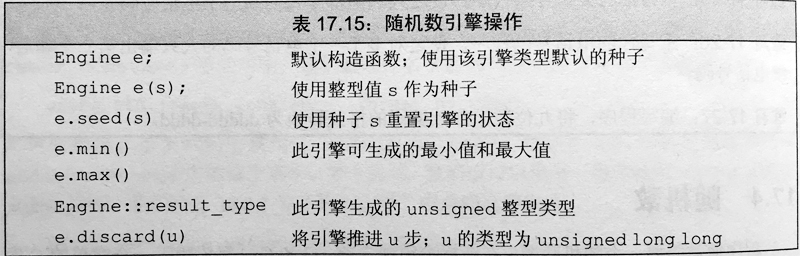 表 17.15：随机数引擎操作
Engine e; 默认构造函数；使用该引擎类型默认的种子
Engine e(s); 使用整型值 s 作为种子
e.seed(s) 使用种子 s 重置引擎的状态
e.min() 此引擎可生成的最小值和最大值
e.max()
Engine::result_type 此引擎生成的 unsigned 整型类型
e.discard(u) 将引擎推进 u 步；u 的类型为 unsigned long long